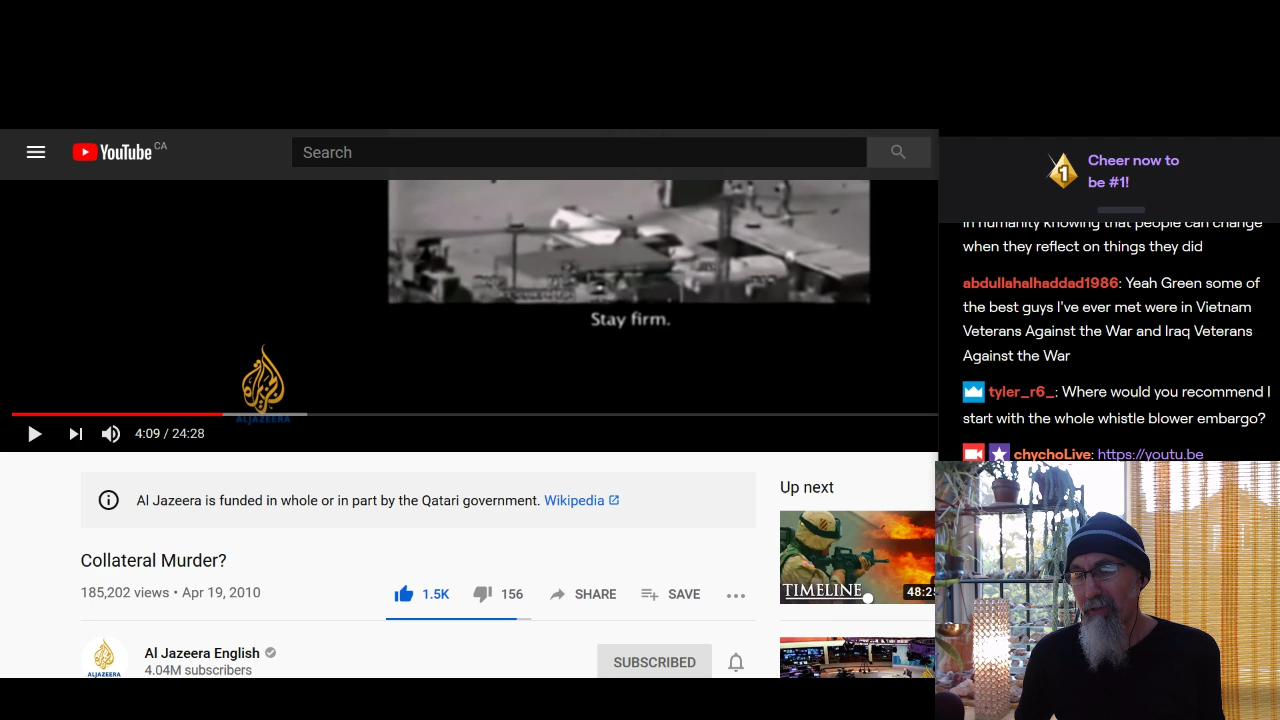 YouTube CA
Search
Stay firm.
ALJAZEERA
4:09 / 24:28
Al Jazeera is funded in whole or in part by the Qatari government. Wikipedia
Collateral Murder?
185,202 views • Apr 19, 2010
1.5K
156
SHARE
SAVE
Al Jazeera English
4.04M subscribers
ALJAZEERA
SUBSCRIBED
Up next
TIMELINE
48:25
1
Cheer now to
be #1!
in humanity knowing that people can change
when they reflect on things they did
abdullahalhaddad1986: Yeah Green some of
the best guys I've ever met were in Vietnam
Veterans Against the War and Iraq Veterans
Against the War
tyler_r6_: Where would you recommend I
start with the whole whistle blower embargo?
chychoLive: https://youtu.be